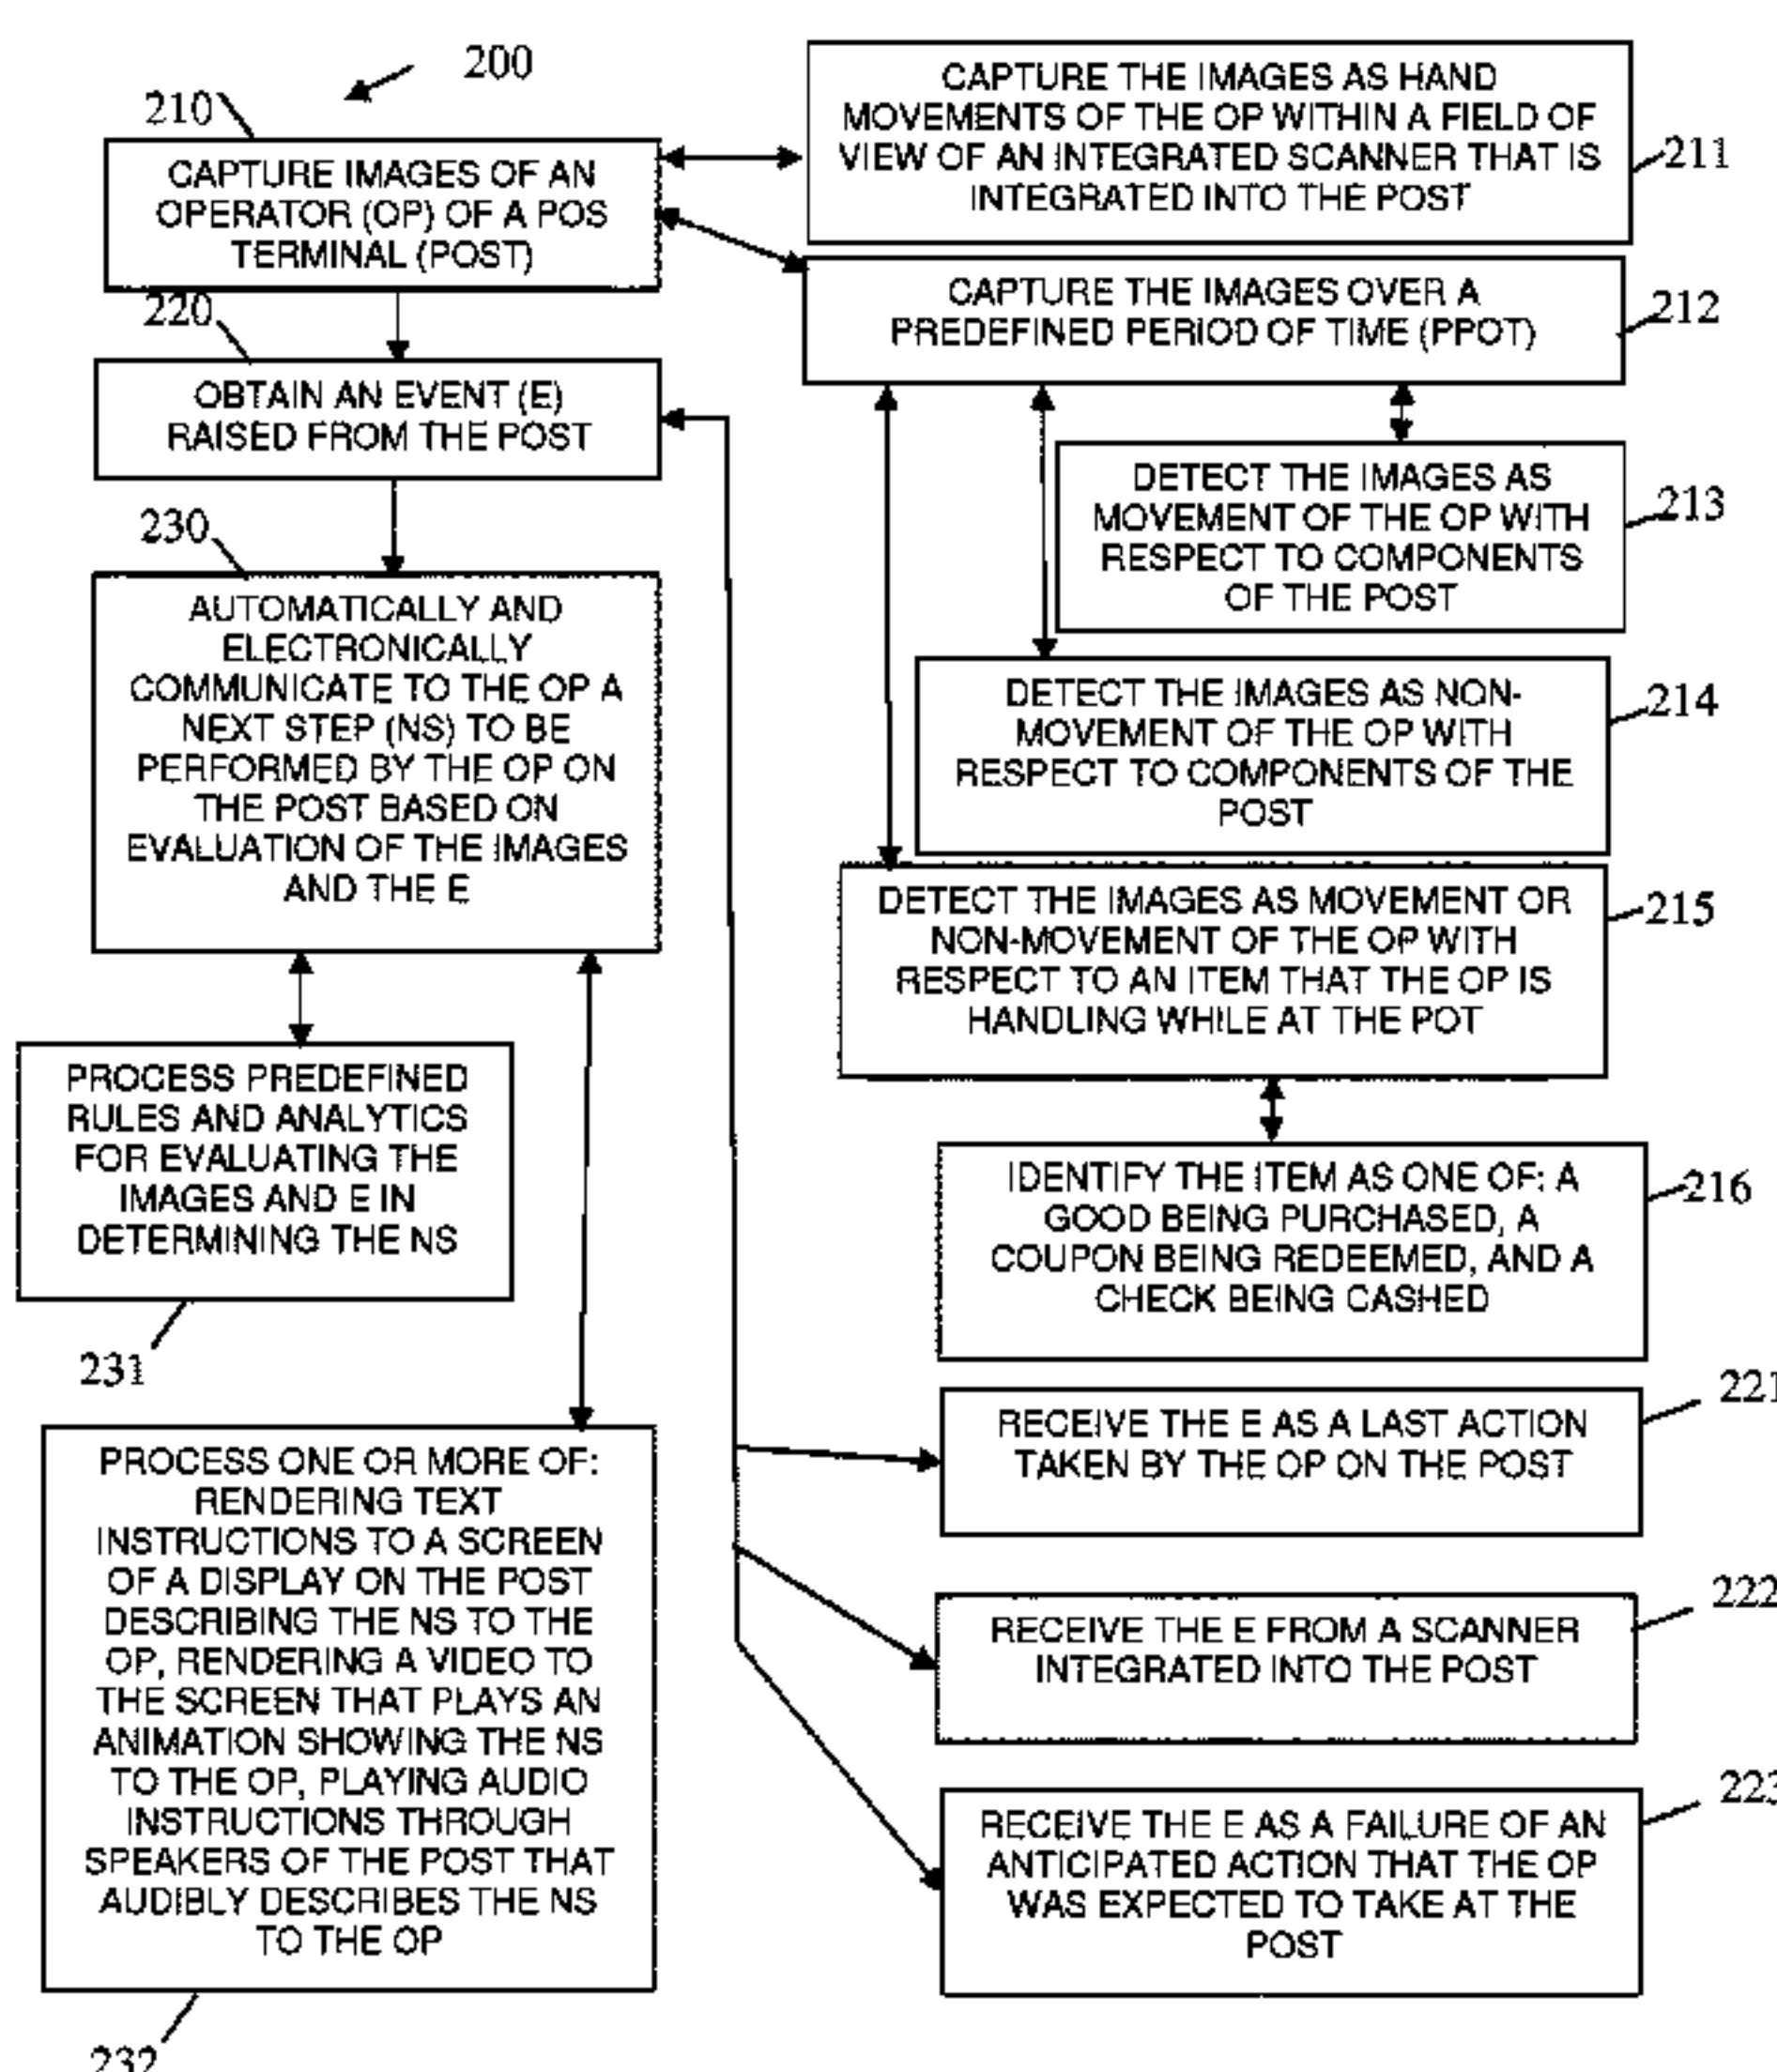 200
210
CAPTURE IMAGES OF AN
OPERATOR (OP) OF A POS
TERMINAL (POST)
CAPTURE THE IMAGES AS HAND
MOVEMENTS OF THE OP WITHIN A FIELD OF
VIEW OF AN INTEGRATED SCANNER THAT IS
INTEGRATED INTO THE POST
211
CAPTURE THE IMAGES OVER A
PREDEFINED PERIOD OF TIME (PPOT)
212
220
OBTAIN AN EVENT (E)
RAISED FROM THE POST
DETECT THE IMAGES AS
MOVEMENT OF THE OP WITH
RESPECT TO COMPONENTS
OF THE POST
213
230
AUTOMATICALLY AND
ELECTRONICALLY
COMMUNICATE TO THE OP A
NEXT STEP (NS) TO BE
PERFORMED BY THE OP ON
THE POST BASED ON
EVALUATION OF THE IMAGES
AND THE E
DETECT THE IMAGES AS NON-
MOVEMENT OF THE OP WITH
RESPECT TO COMPONENTS OF THE
POST
214
DETECT THE IMAGES AS MOVEMENT OR
NON-MOVEMENT OF THE OP WITH
RESPECT TO AN ITEM THAT THE OP IS
HANDLING WHILE AT THE POT
215
PROCESS PREDEFINED
RULES AND ANALYTICS
FOR EVALUATING THE
IMAGES AND E IN
DETERMINING THE NS
231
IDENTIFY THE ITEM AS ONE OF: A
GOOD BEING PURCHASED, A
COUPON BEING REDEEMED, AND A
CHECK BEING CASHED
216
RECEIVE THE E AS A LAST ACTION
TAKEN BY THE OP ON THE POST
221
PROCESS ONE OR MORE OF:
RENDERING TEXT
INSTRUCTIONS TO A SCREEN
OF A DISPLAY ON THE POST
DESCRIBING THE NS TO THE
OP, RENDERING A VIDEO TO
THE SCREEN THAT PLAYS AN
ANIMATION SHOWING THE NS
TO THE OP, PLAYING AUDIO
INSTRUCTIONS THROUGH
SPEAKERS OF THE POST THAT
AUDIBLY DESCRIBES THE NS
TO THE OP
232
RECEIVE THE E FROM A SCANNER
INTEGRATED INTO THE POST
222
RECEIVE THE E AS A FAILURE OF AN
ANTICIPATED ACTION THAT THE OP
WAS EXPECTED TO TAKE AT THE
POST
223